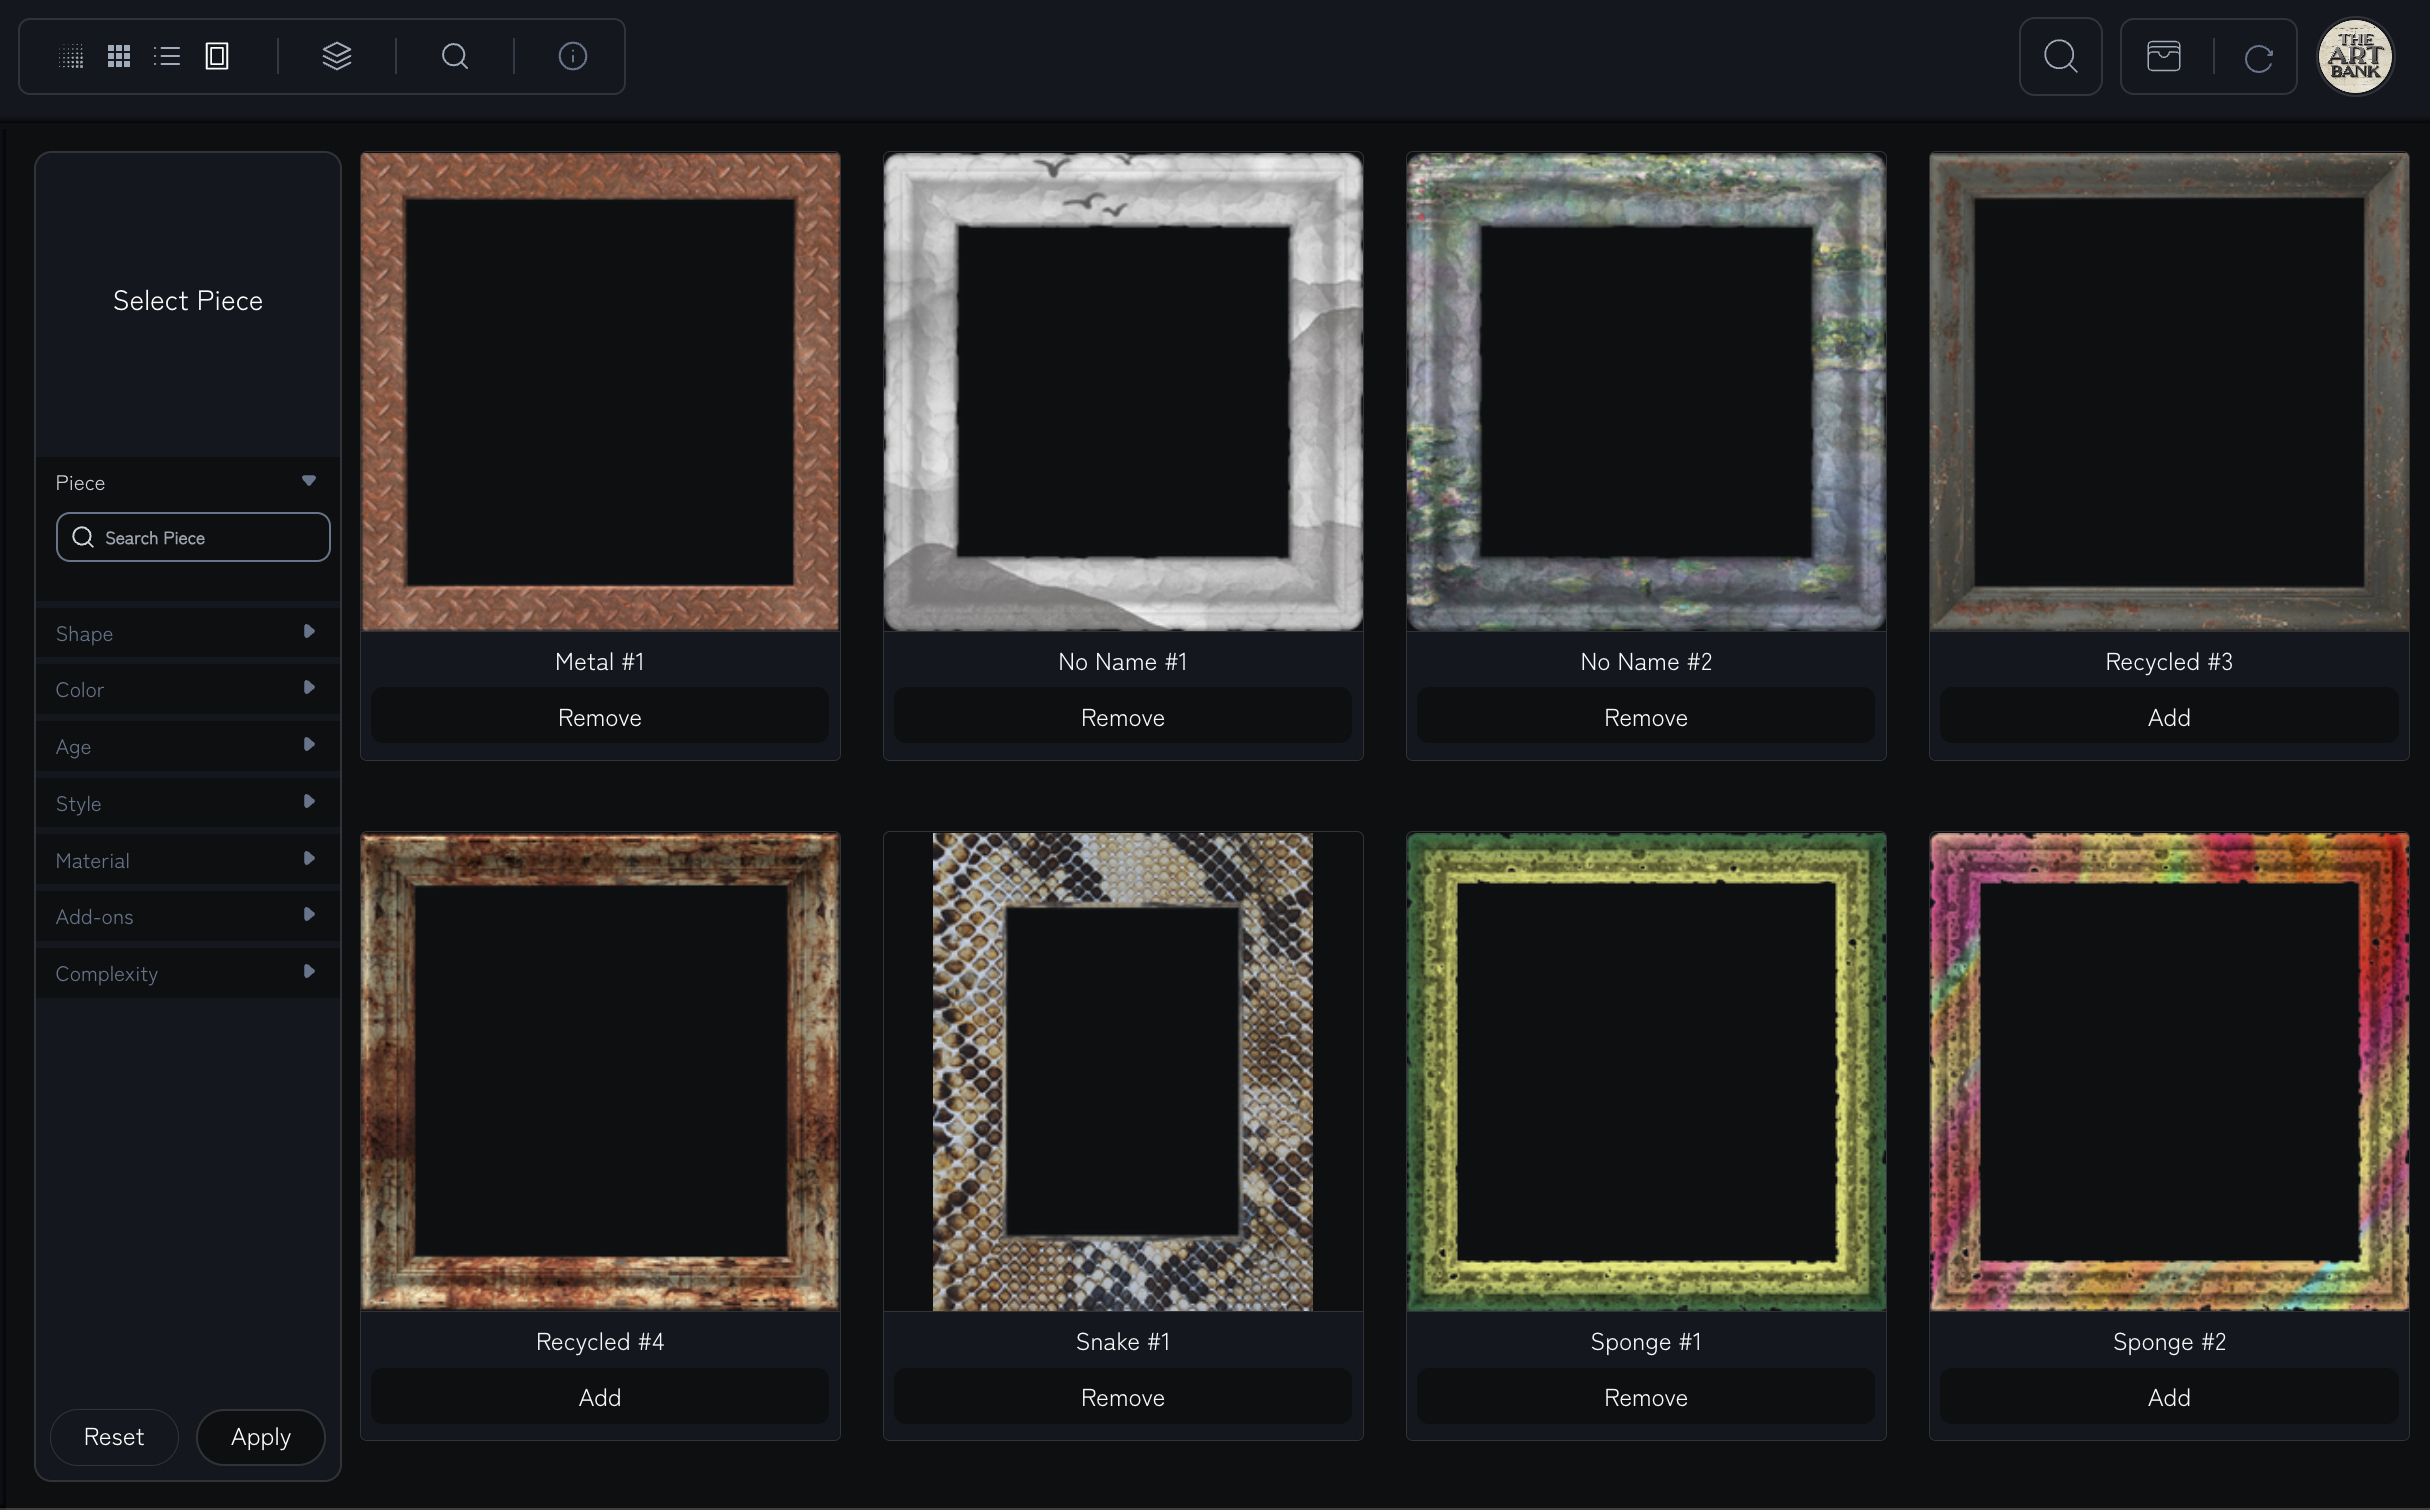 THE
ART
BANK
Select Piece
Piece
Search Piece
Shape
Color
Age
Style
Material
Add-ons
Complexity
Reset
Apply
Metal #1
Remove
No Name #1
Remove
No Name #2
Remove
Recycled #3
Add
Recycled #4
Add
Snake #1
Remove
Sponge #1
Remove
Sponge #2
Add